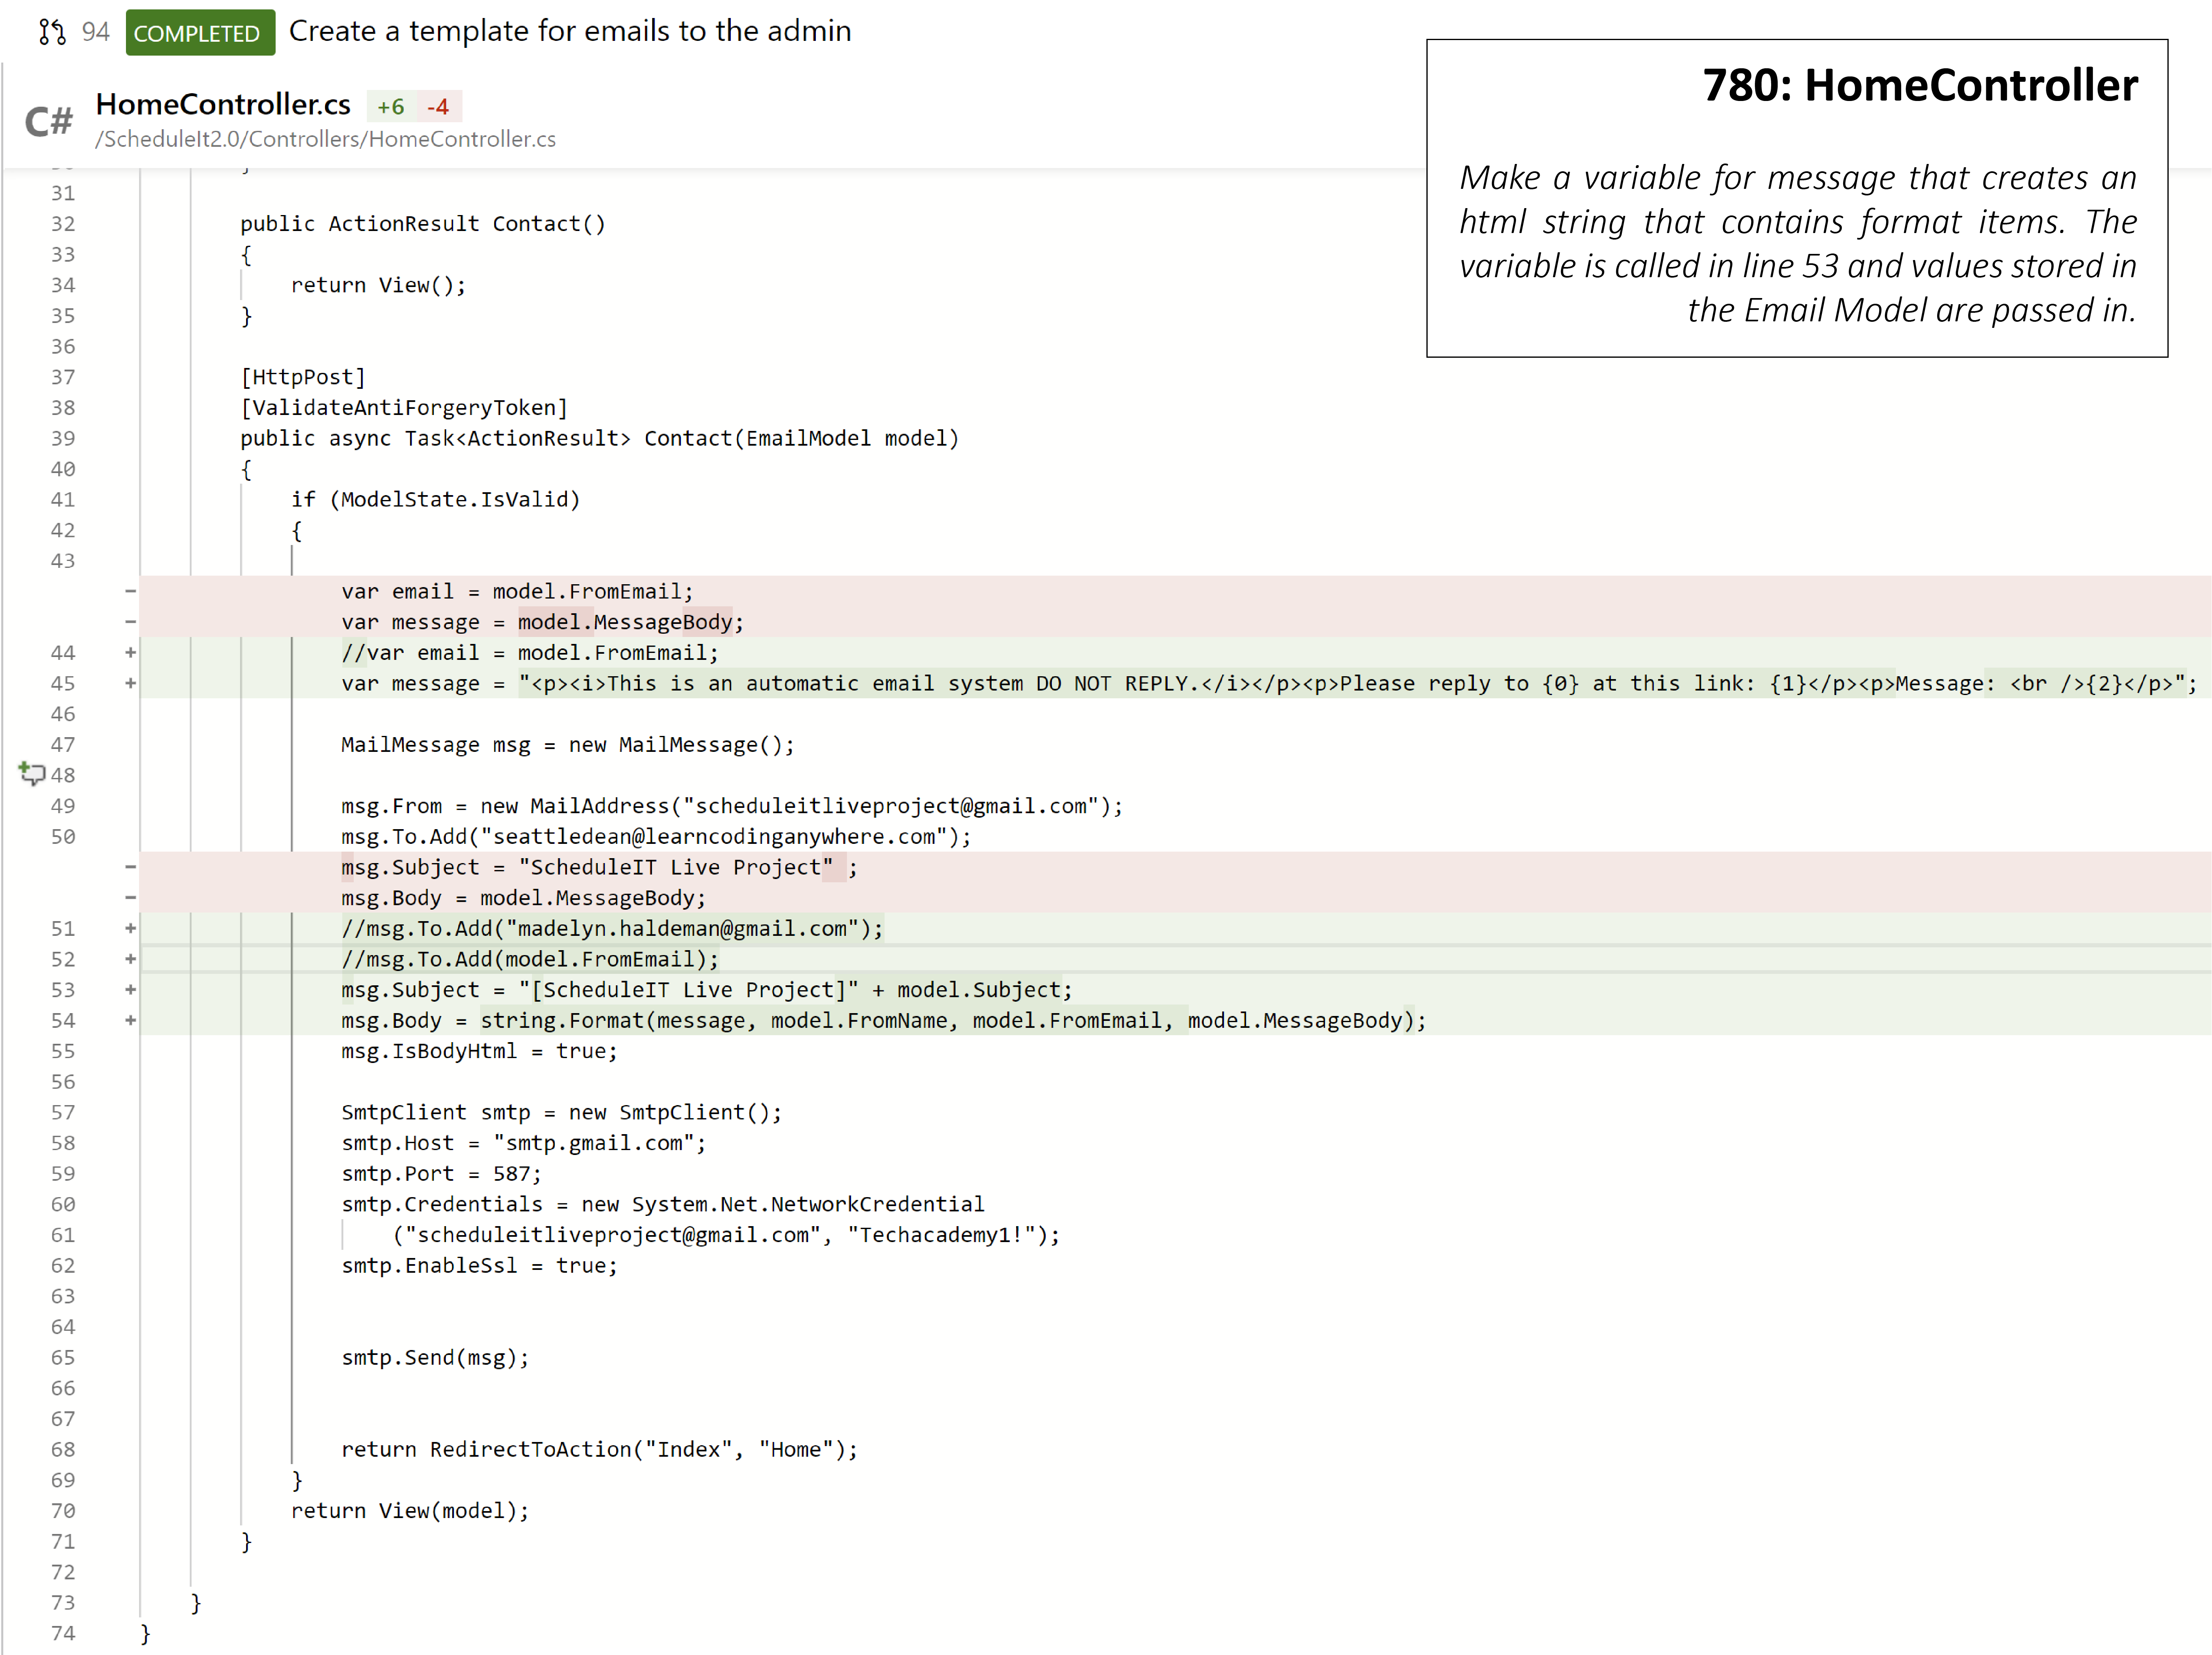 94 COMPLETED Create a template for emails to the admin
780: HomeController
Make a variable for message that creates an
html string that contains format items. The
variable is called in line 53 and values stored in
the Email Model are passed in.
C# HomeController.cs +6 -4
/ScheduleIt2.0/Controllers/HomeController.cs
31
32 public ActionResult Contact()
33 {
34 return View();
35 }
36
37 [HttpPost]
38 [ValidateAntiForgeryToken]
39 public async Task<ActionResult> Contact(EmailModel model)
40 {
41 if (ModelState.IsValid)
42 {
43
- var email = model.FromEmail;
- var message = model.MessageBody;
44 + //var email = model.FromEmail;
45 + var message = "<p><i>This is an automatic email system DO NOT REPLY.</i></p><p>Please reply to {0} at this link: {1}</p><p>Message: <br />{2}</p>";
46
47 MailMessage msg = new MailMessage();
48
49 msg.From = new MailAddress("scheduleitliveproject@gmail.com");
50 msg.To.Add("seattledean@learncodinganywhere.com");
- msg.Subject = "ScheduleIT Live Project" ;
- msg.Body = model.MessageBody;
51 + //msg.To.Add("madelyn.haldeman@gmail.com");
52 + //msg.To.Add(model.FromEmail);
53 + msg.Subject = "[ScheduleIT Live Project]" + model.Subject;
54 + msg.Body = string.Format(message, model.FromName, model.FromEmail, model.MessageBody);
55 msg.IsBodyHtml = true;
56
57 SmtpClient smtp = new SmtpClient();
58 smtp.Host = "smtp.gmail.com";
59 smtp.Port = 587;
60 smtp.Credentials = new System.Net.NetworkCredential
61 ("scheduleitliveproject@gmail.com", "Techacademy1!");
62 smtp.EnableSsl = true;
63
64
65 smtp.Send(msg);
66
67
68 return RedirectToAction("Index", "Home");
69 }
70 return View(model);
71 }
72
73 }
74 }